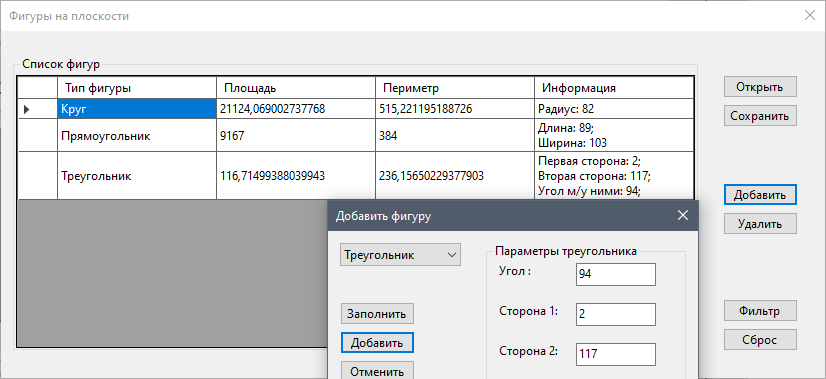 Фигуры на плоскости
Список фигур
Тип фигуры Площадь Периметр Информация
Круг 21124,069002737768 515,221195188726 Радиус: 82
Прямоугольник 9167 384 Длина: 89;
Ширина: 103
Треугольник 116,71499388039943 236,15650229377903 Первая сторона: 2;
Вторая сторона: 117;
Угол м/у ними: 94;
Открыть
Сохранить
Добавить
Удалить
Фильтр
Сброс
Добавить фигуру
Треугольник
Заполнить
Добавить
Отменить
Параметры треугольника
Угол : 94
Сторона 1: 2
Сторона 2: 117